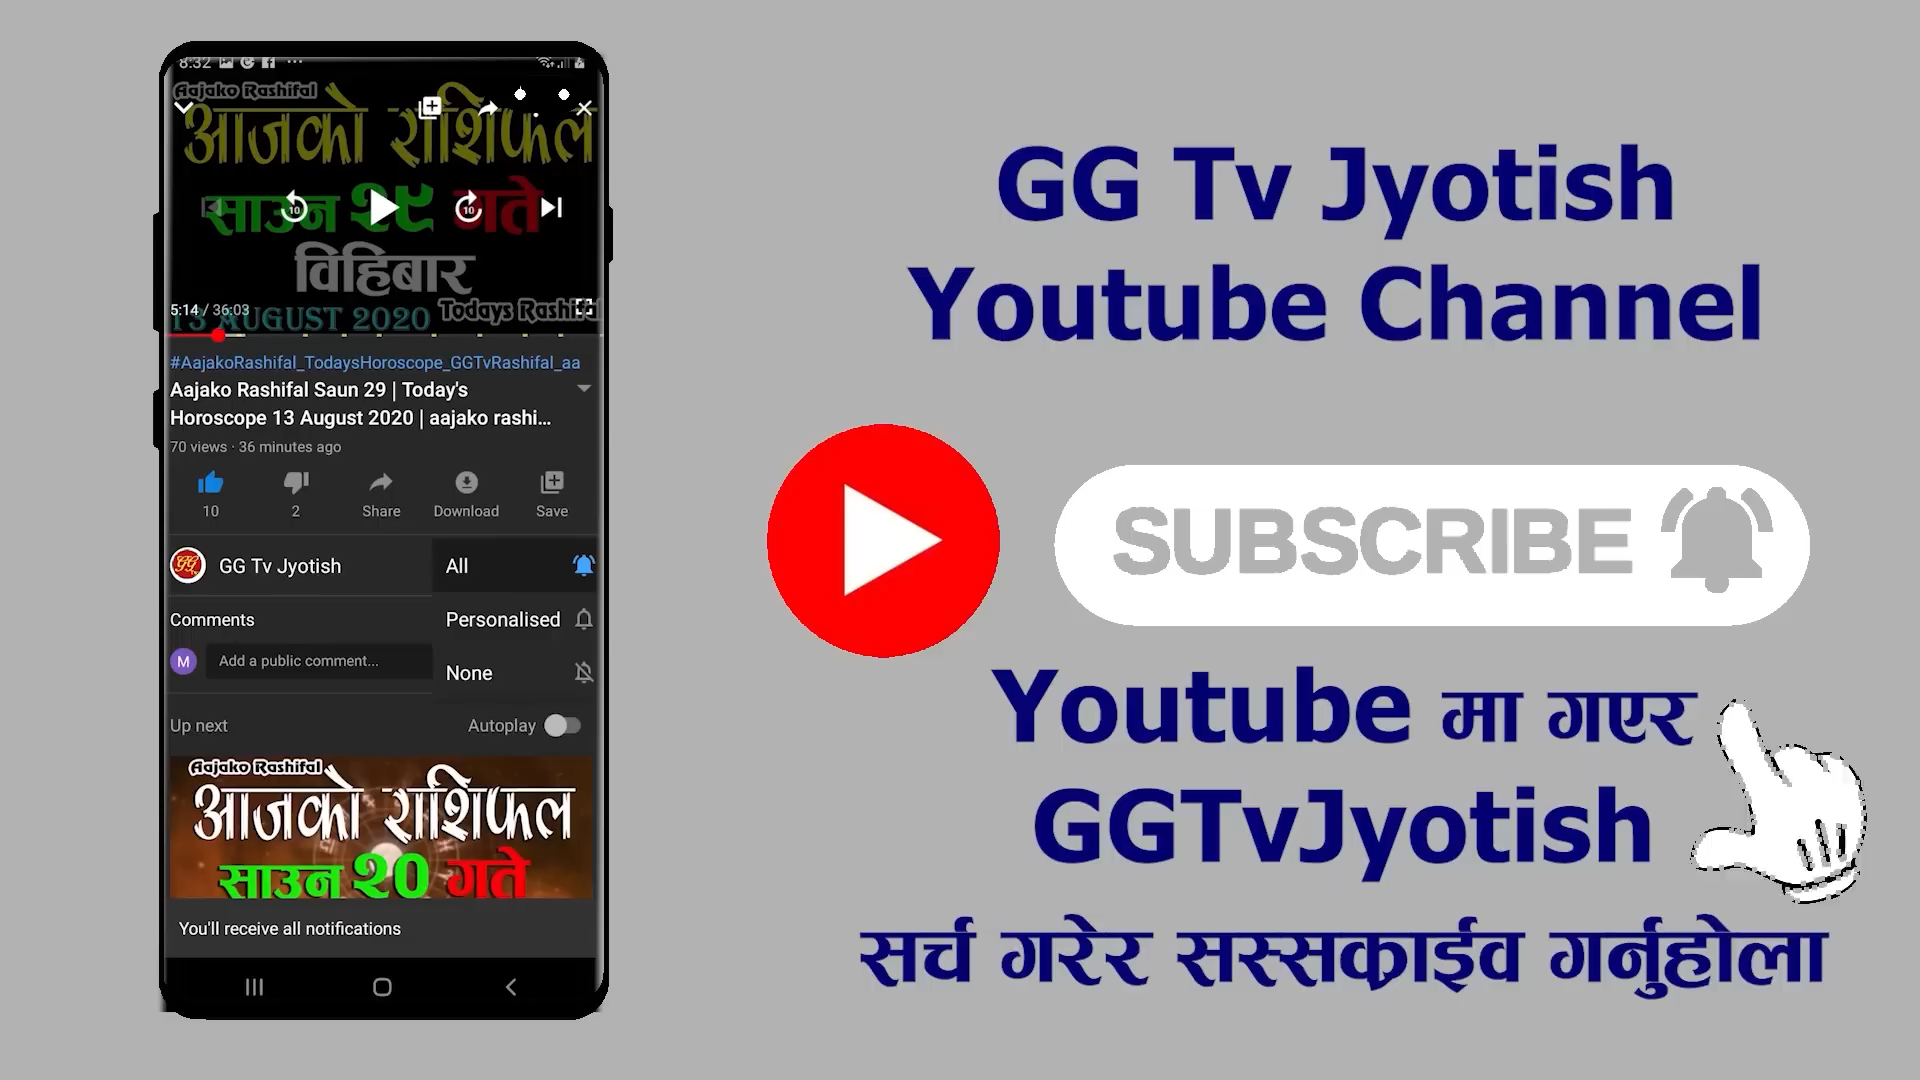 8:32
Aajako Rashifal
आजको राशिफल
साउन २९ गते
10
10
विहिबार
5:14 / 36:03
13 AUGUST 2020
Todays Rashifal
#AajakoRashifal_TodaysHoroscope_GGTvRashifal_aa
Aajako Rashifal Saun 29 | Today's
Horoscope 13 August 2020 | aajako rashi...
70 views · 36 minutes ago
10
2
Share
Download
Save
GG Tv
GG Tv Jyotish
All
Comments
Personalised
M
Add a public comment...
None
Up next
Autoplay
Aajako Rashifal
आजको राशिफल
साउन २० गते
You'll receive all notifications
GG Tv Jyotish
Youtube Channel
SUBSCRIBE
Youtube मा गएर
GGTvJyotish
सर्च गरेर सस्सक्राईव गर्नुहोला